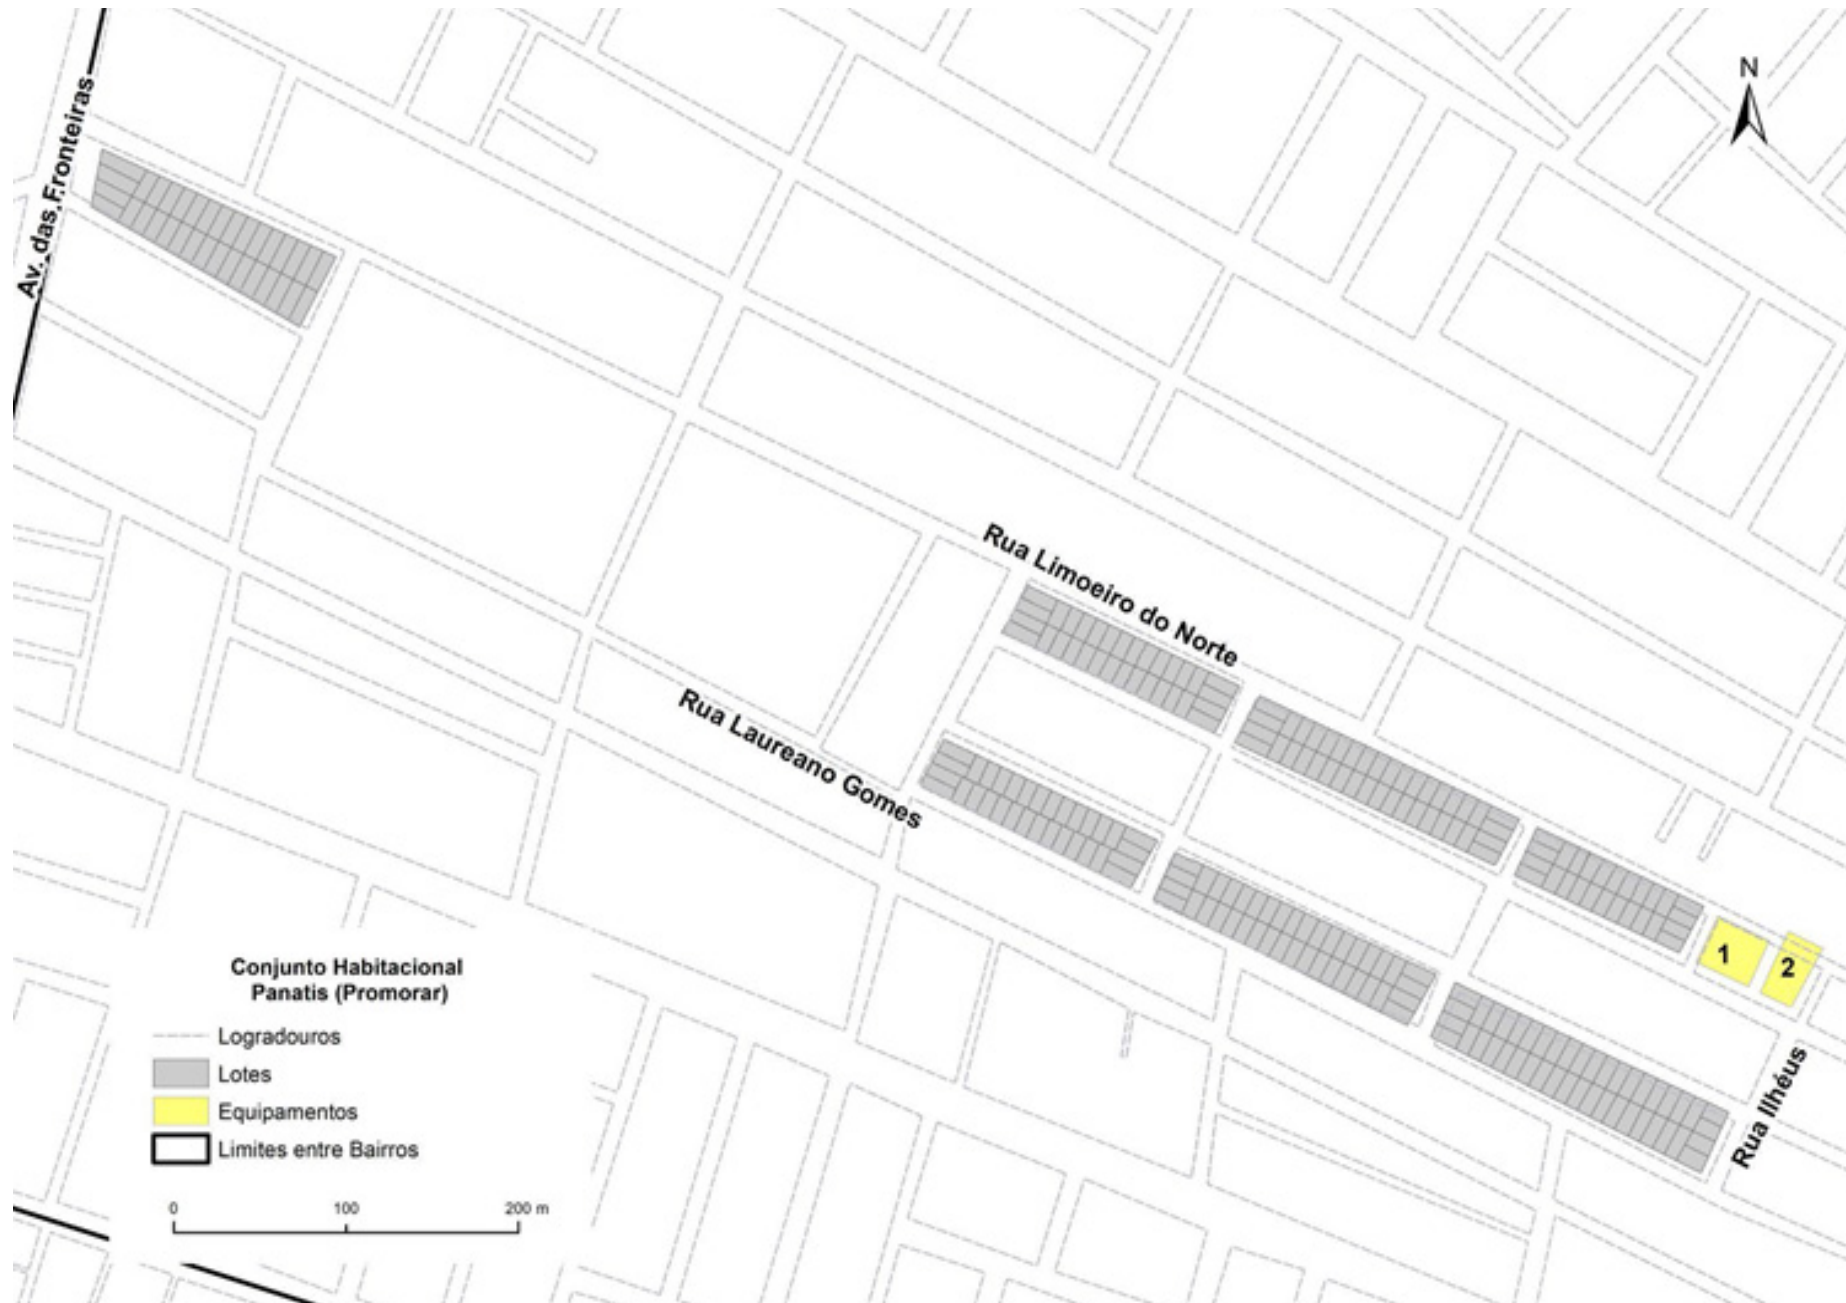 N
Av. das Fronteiras
Rua Limoeiro do Norte
Rua Laureano Gomes
1
2
Rua Ilhéus
Conjunto Habitacional
Panatis (Promorar)
Logradouros
Lotes
Equipamentos
Limites entre Bairros
0 100 200 m